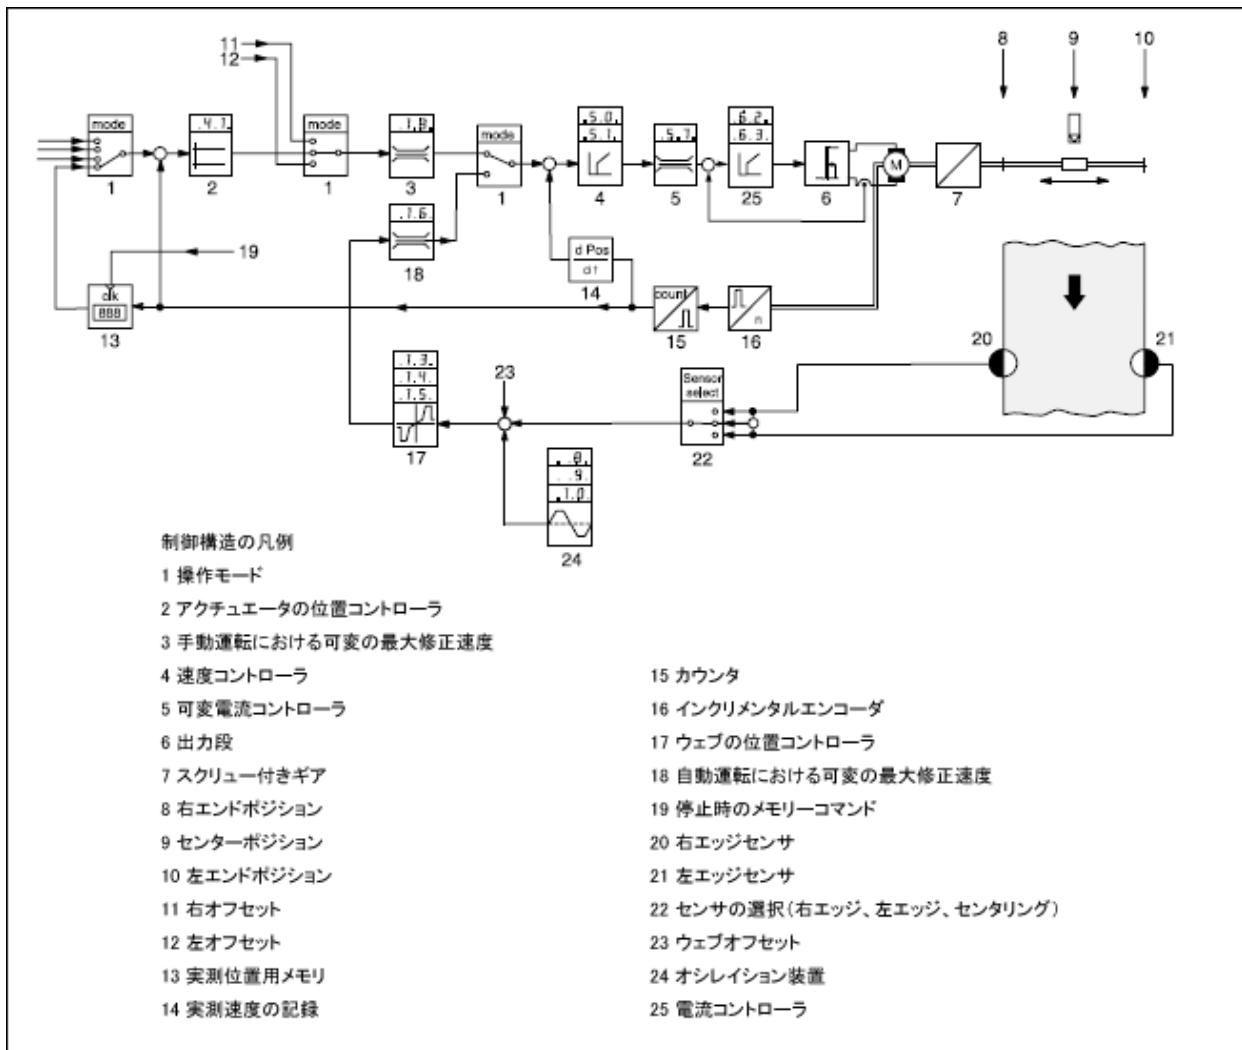 11
12
8 9 10
mode
1
.4.7.
2
mode
1
.1.8.
3
mode
1
.5.0.
.5.1.
4
.5.7.
5
.6.2.
.6.3.
25
6
M
7
.1.6.
18
19
clk
888
13
d Pos
dt
14
count
15
n
16
20
21
.1.3.
.1.4.
.1.5.
17
23
Sensor
select
22
. .8.
. .9.
.1.0.
24
制御構造の凡例
1 操作モード
2 アクチュエータの位置コントローラ
3 手動運転における可変の最大修正速度
4 速度コントローラ
5 可変電流コントローラ
6 出力段
7 スクリュー付きギア
8 右エンドポジション
9 センターポジション
10 左エンドポジション
11 右オフセット
12 左オフセット
13 実測位置用メモリ
14 実測速度の記録
15 カウンタ
16 インクリメンタルエンコーダ
17 ウェブの位置コントローラ
18 自動運転における可変の最大修正速度
19 停止時のメモリーコマンド
20 右エッジセンサ
21 左エッジセンサ
22 センサの選択(右エッジ、左エッジ、センタリング)
23 ウェブオフセット
24 オシレイション装置
25 電流コントローラ